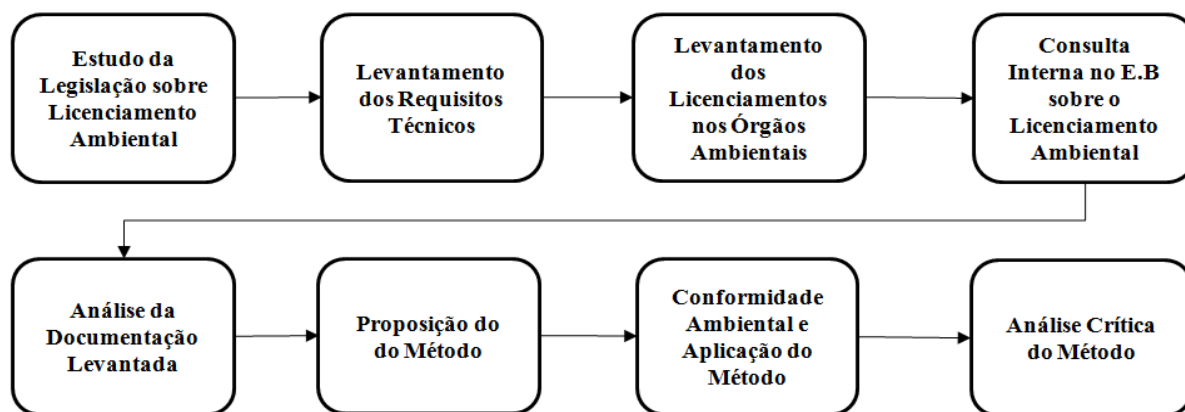 Estudo da
Legislação sobre
Licenciamento
Ambiental
Levantamento
dos Requisitos
Técnicos
Levantamento
dos
Licenciamentos
nos Órgãos
Ambientais
Consulta
Interna no E.B
sobre o
Licenciamento
Ambiental
Análise da
Documentação
Levantada
Proposição do
do Método
Conformidade
Ambiental e
Aplicação do
Método
Análise Crítica
do Método